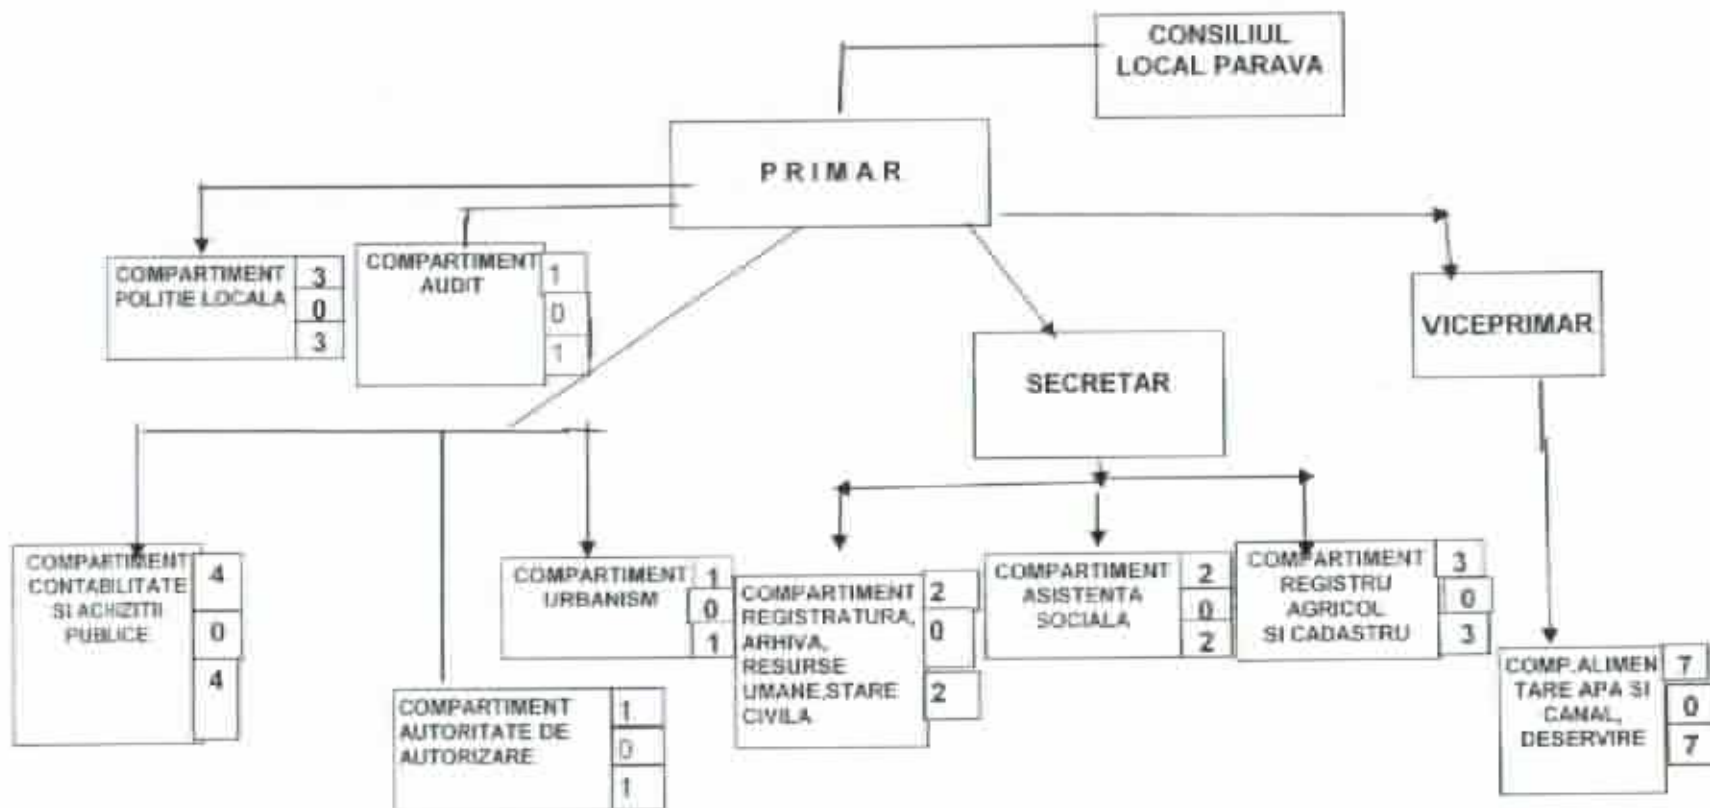 CONSILIUL
LOCAL PARAVA
P R I M A R
COMPARTIMENT
POLITIE LOCALA
3
0
3
COMPARTIMENT
AUDIT
1
0
1
VICEPRIMAR
SECRETAR
COMPARTIMENT
CONTABILITATE
SI ACHIZITII
PUBLICE
4
0
4
COMPARTIMENT
AUTORITATE DE
AUTORIZARE
1
0
1
COMPARTIMENT
URBANISM
1
0
1
COMPARTIMENT
REGISTRATURA,
ARHIVA,
RESURSE
UMANE,STARE
CIVILA
2
0
2
COMPARTIMENT
ASISTENTA
SOCIALA
2
0
2
COMPARTIMENT
REGISTRU
AGRICOL
SI CADASTRU
3
0
3
COMP.ALIMEN
TARE APA SI
CANAL,
DESERVIRE
7
0
7